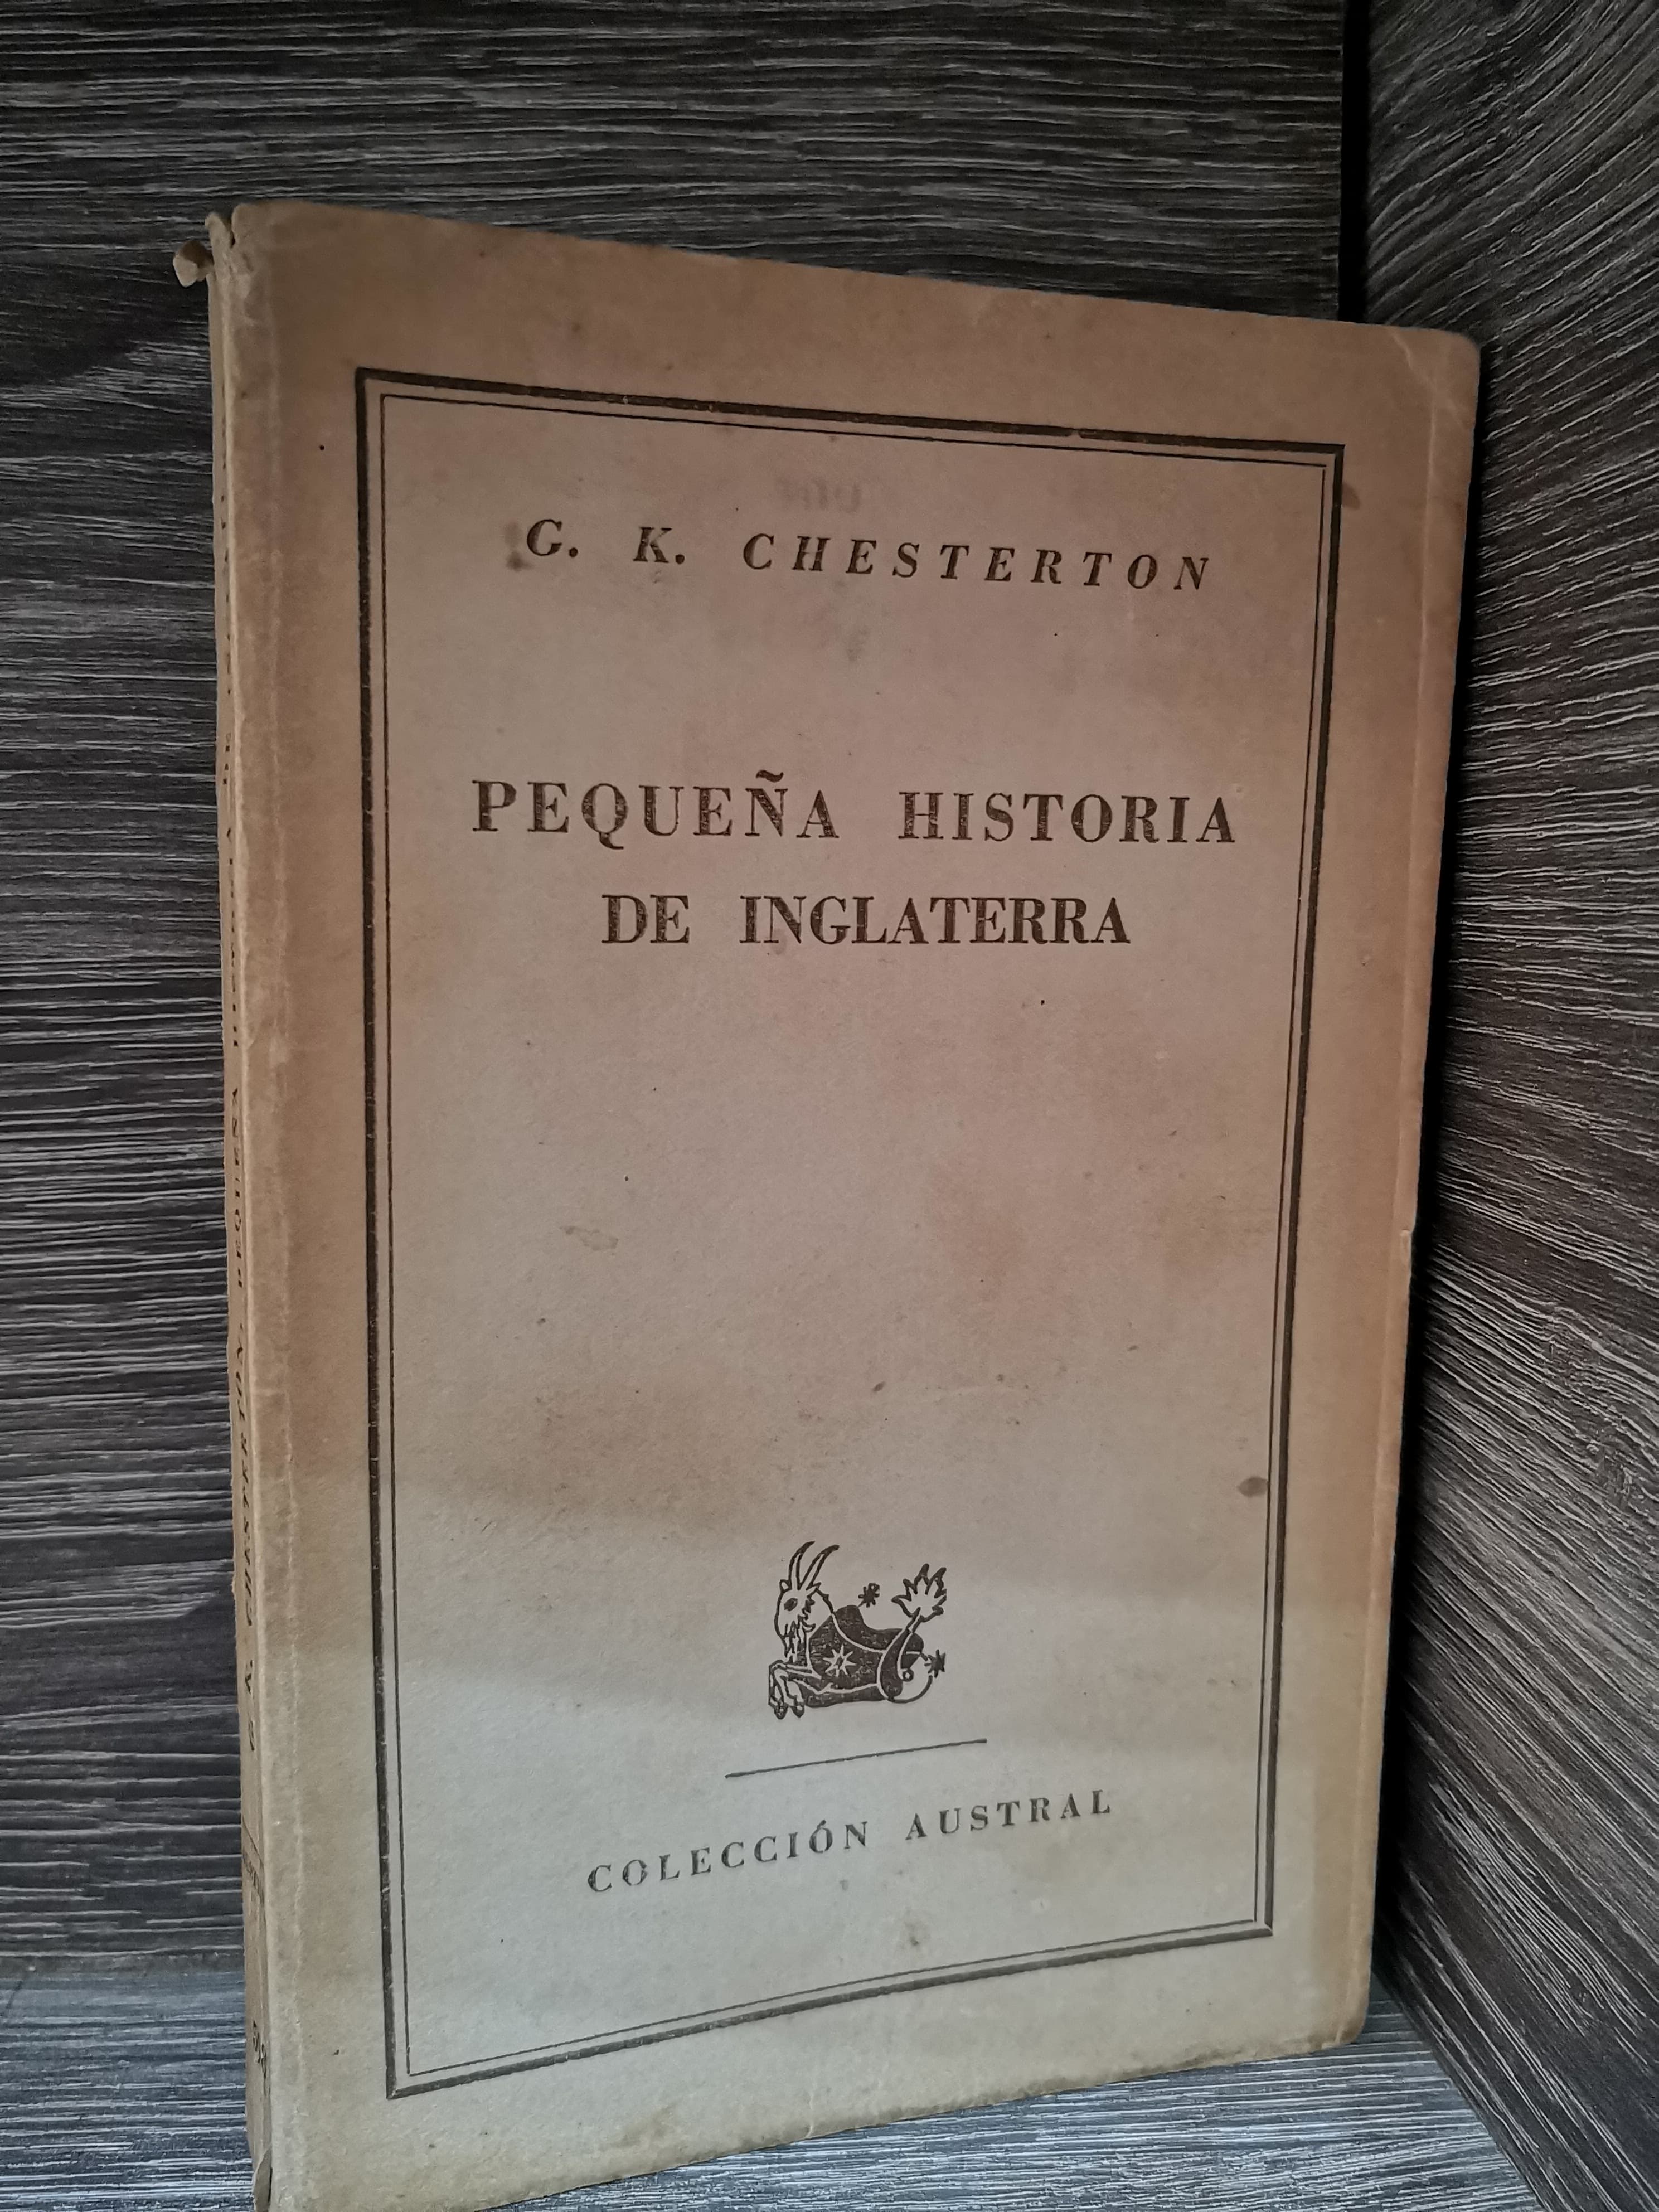 G. K. CHESTERTON
PEQUEÑA HISTORIA
DE INGLATERRA
COLECCIÓN AUSTRAL